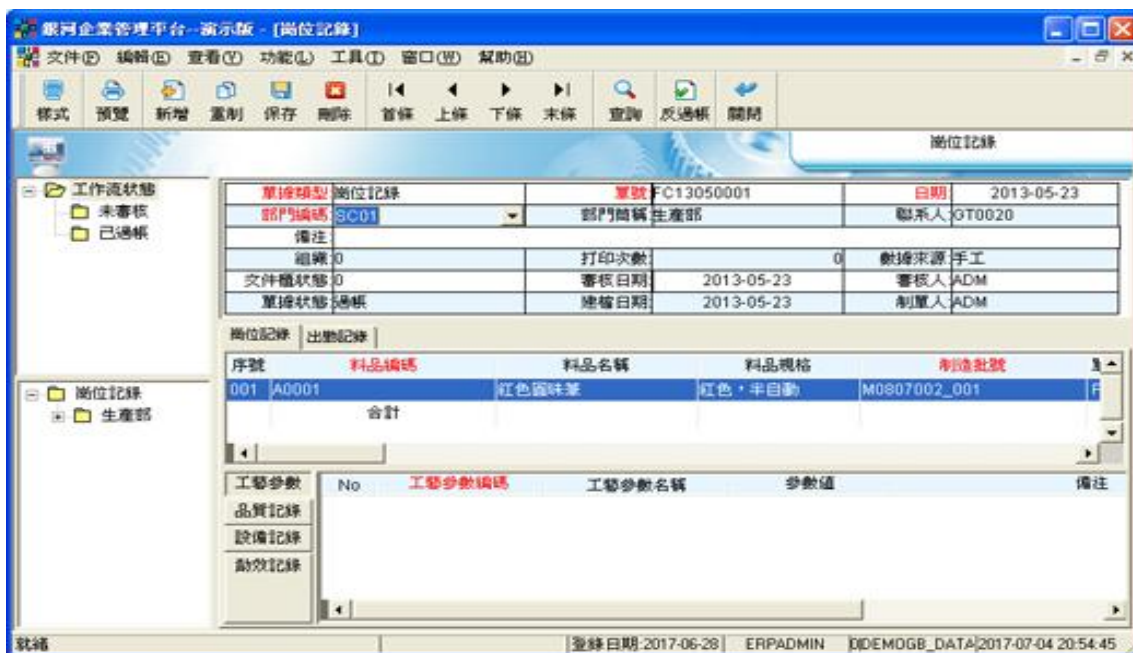 銀河企業管理平台--演示版 - [崗位記錄]
文件(F) 編輯(E) 查看(V) 功能(L) 工具(T) 窗口(W) 幫助(H)
樣式 預覽 新增 重制 保存 刪除 首條 上條 下條 末條 查詢 反過帳 關閉
崗位記錄
工作流狀態
未審核
已過帳
單據類型 崗位記錄 單號 FC13050001 日期 2013-05-23
部門編碼 SC01 部門簡稱 生產部 聯系人 GT0020
備注
組織 0 打印次數 0 數據來源 手工
文件櫃狀態 0 審核日期 2013-05-23 審核人 ADM
單據狀態 過帳 建檔日期 2013-05-23 制單人 ADM
崗位記錄 出勤記錄
序號 料品編碼 料品名稱 料品規格 制造批號
001 A0001 紅色圓珠筆 紅色，半自動 M0807002_001
合計
崗位記錄
生產部
工藝參數 No 工藝參數編碼 工藝參數名稱 參數值 備注
品質記錄
設備記錄
勛效記錄
就緒 登錄日期:2017-06-28 ERPADMIN 0|DEMOGB_DATA 2017-07-04 20:54:45